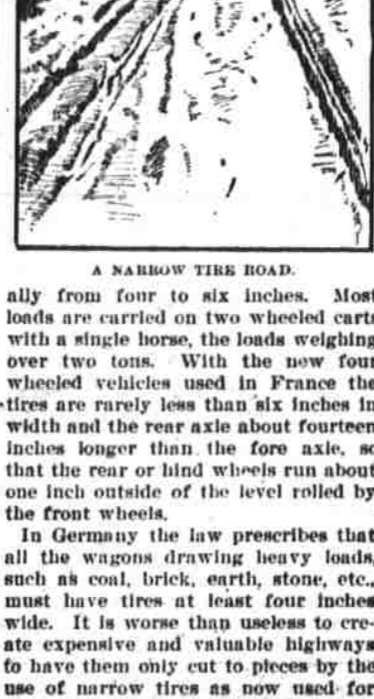 A NARROW TIRE ROAD.
ally from four to six inches. Most
loads are carried on two wheeled carts
with a single horse, the loads weighing
over two tons. With the new four
wheeled vehicles used in France the
tires are rarely less than six inches in
width and the rear axle about fourteen
inches longer than the fore axle, so
that the rear or hind wheels run about
one inch outside of the level rolled by
the front wheels.
In Germany the law prescribes that
all the wagons drawing heavy loads,
such as coal, brick, earth, stone, etc.,
must have tires at least four inches
wide. It is worse than useless to cre-
ate expensive and valuable highways
to have them only cut to pieces by the
use of narrow tires as now used for